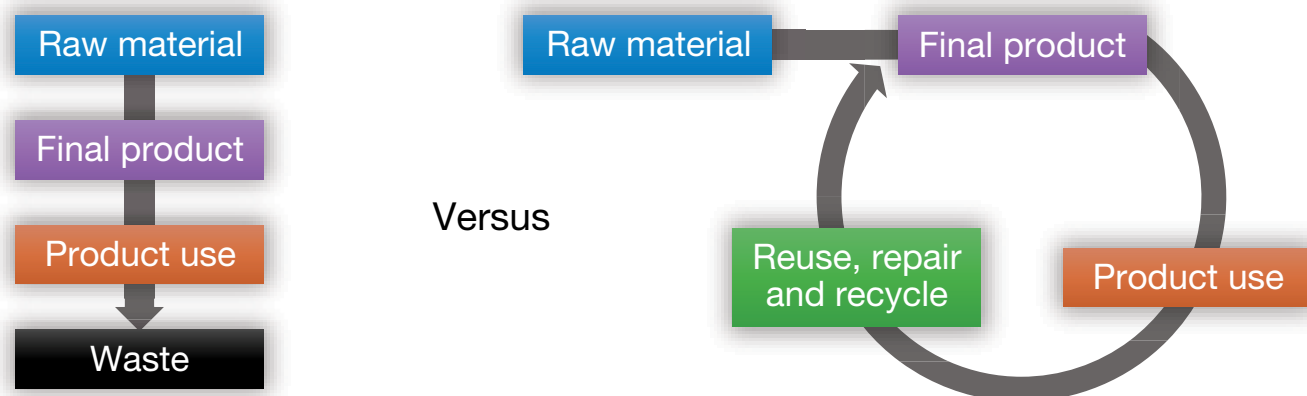 Raw material
Final product
Product use
Waste
Versus
Raw material
Final product
Product use
Reuse, repair
and recycle